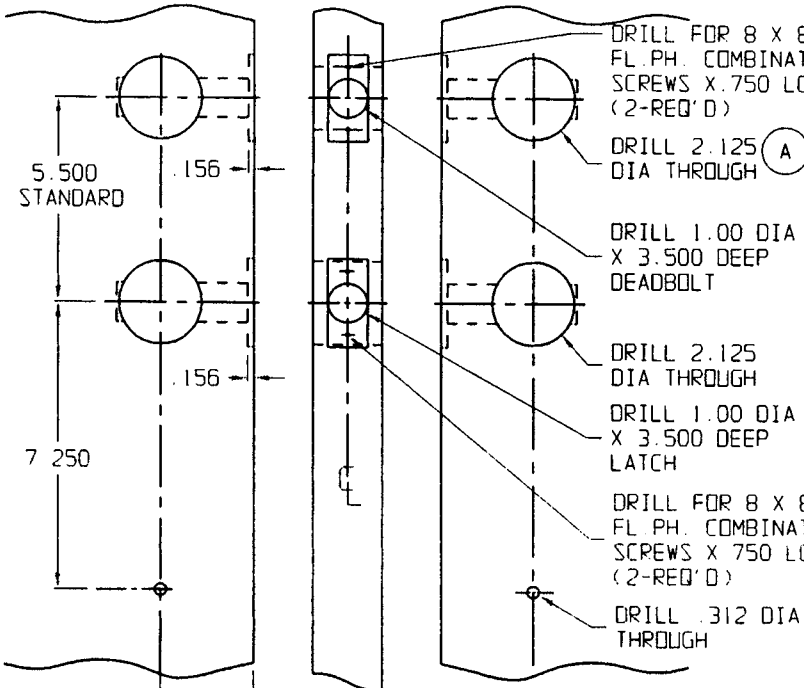 DRILL FOR 8 X 8
FL.PH. COMBINAT
SCREWS X.750 LO
(2-REQ'D)
DRILL 2.125
DIA THROUGH
A
5.500
STANDARD
.156
DRILL 1.00 DIA
X 3.500 DEEP
DEADBOLT
DRILL 2.125
DIA THROUGH
.156
DRILL 1.00 DIA
X 3.500 DEEP
LATCH
7 250
DRILL FOR 8 X 8
FL.PH. COMBINAT
SCREWS X 750 LO
(2-REQ'D)
DRILL .312 DIA
THROUGH